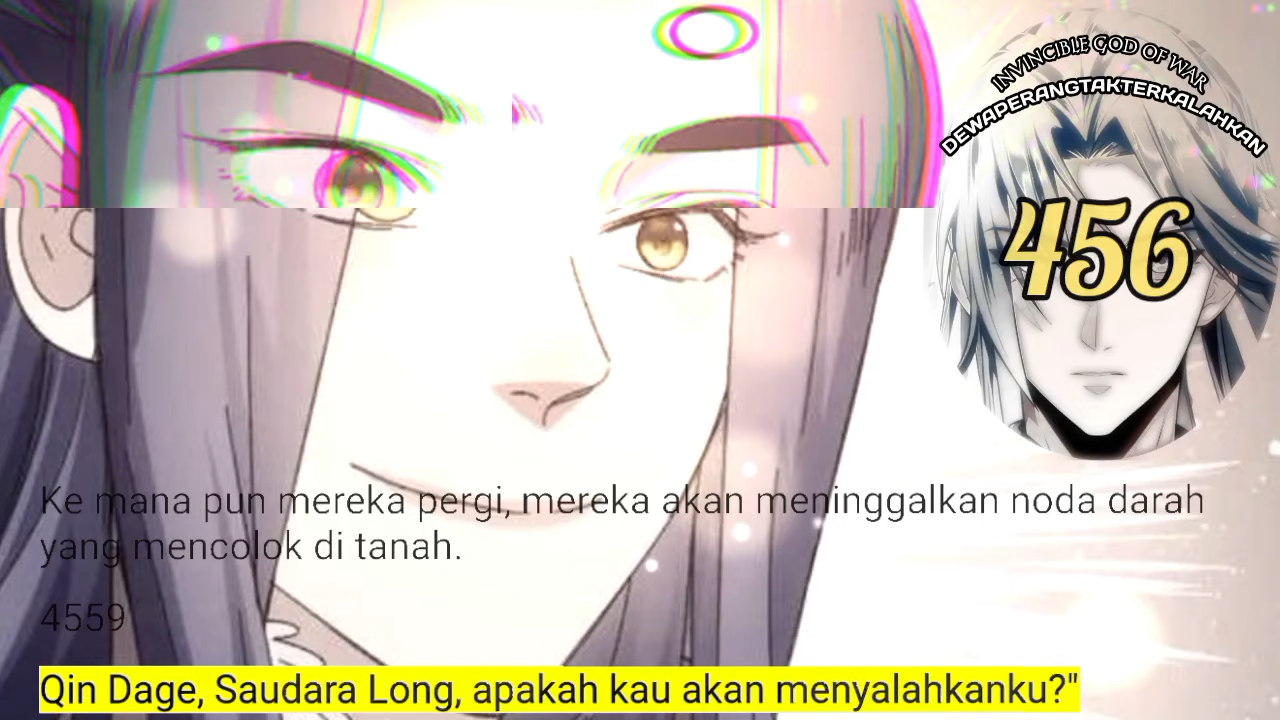 INVINCIBLE GOD OF WAR
DEWAPERANGTAKTERKALAHKAN
456
Ke mana pun mereka pergi, mereka akan meninggalkan noda darah
yang mencolok di tanah.
4559
Qin Dage, Saudara Long, apakah kau akan menyalahkanku?"